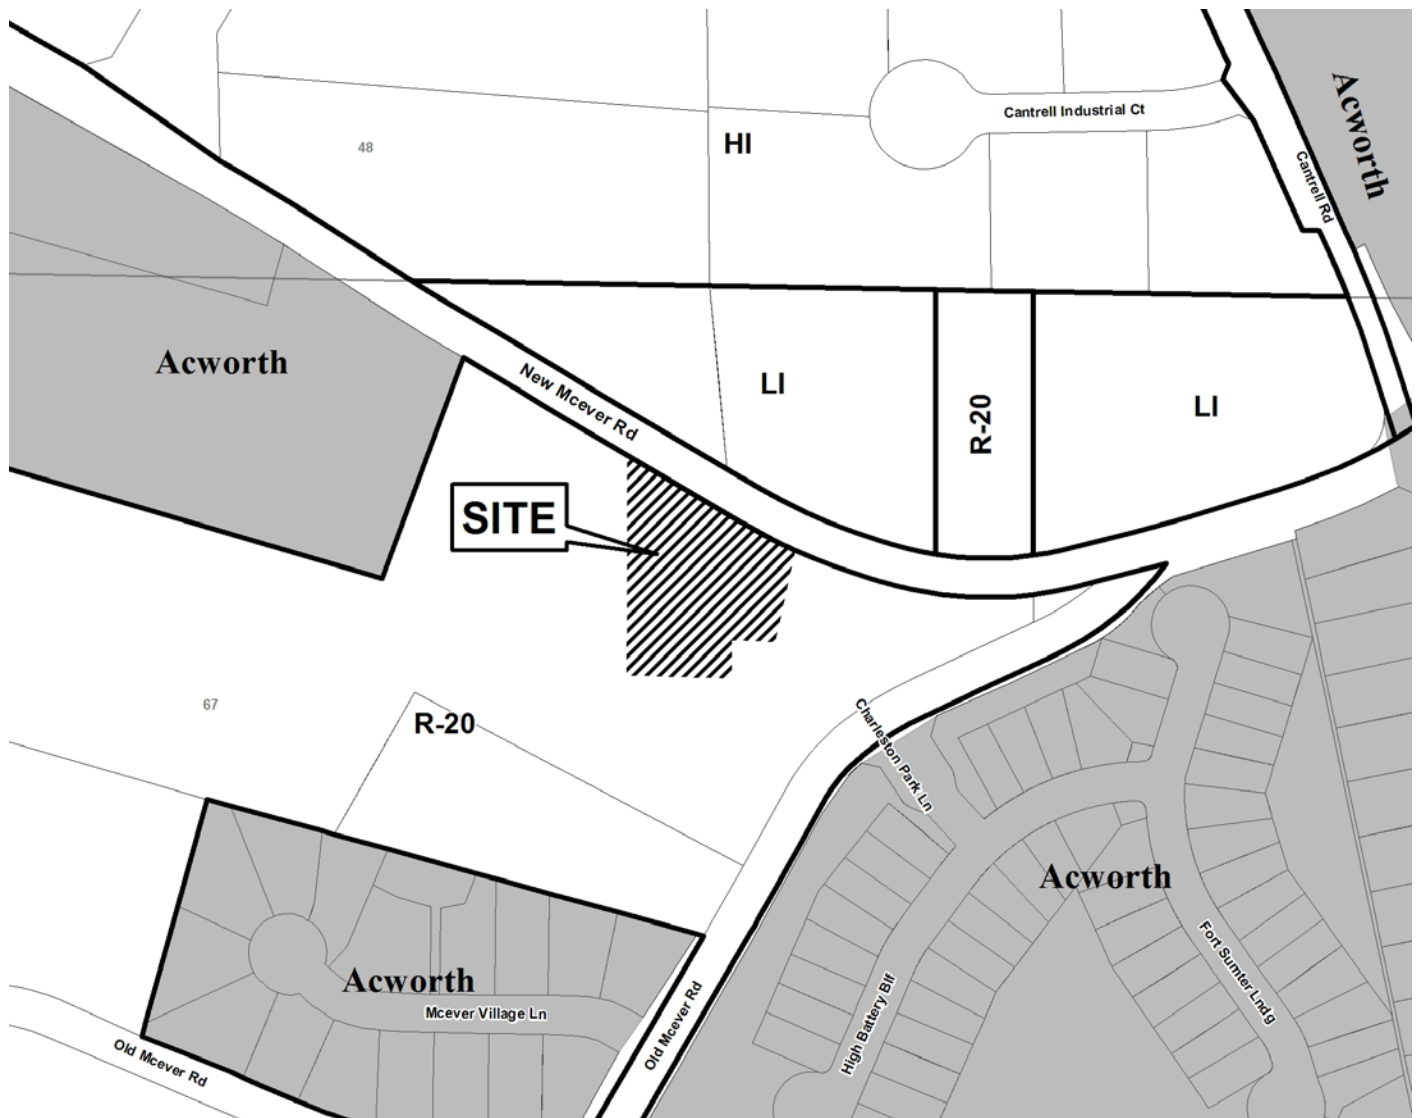 Acworth
Cantrell Industrial Ct
HI
48
Cantrell Rd
Acworth
New Mcever Rd
LI
R-20
LI
SITE
67
R-20
Charleston Park Ln
Acworth
Fort Sumter Lndg
Acworth
Mcever Village Ln
High Battery Blf
Old Mcever Rd
Old Mcever Rd